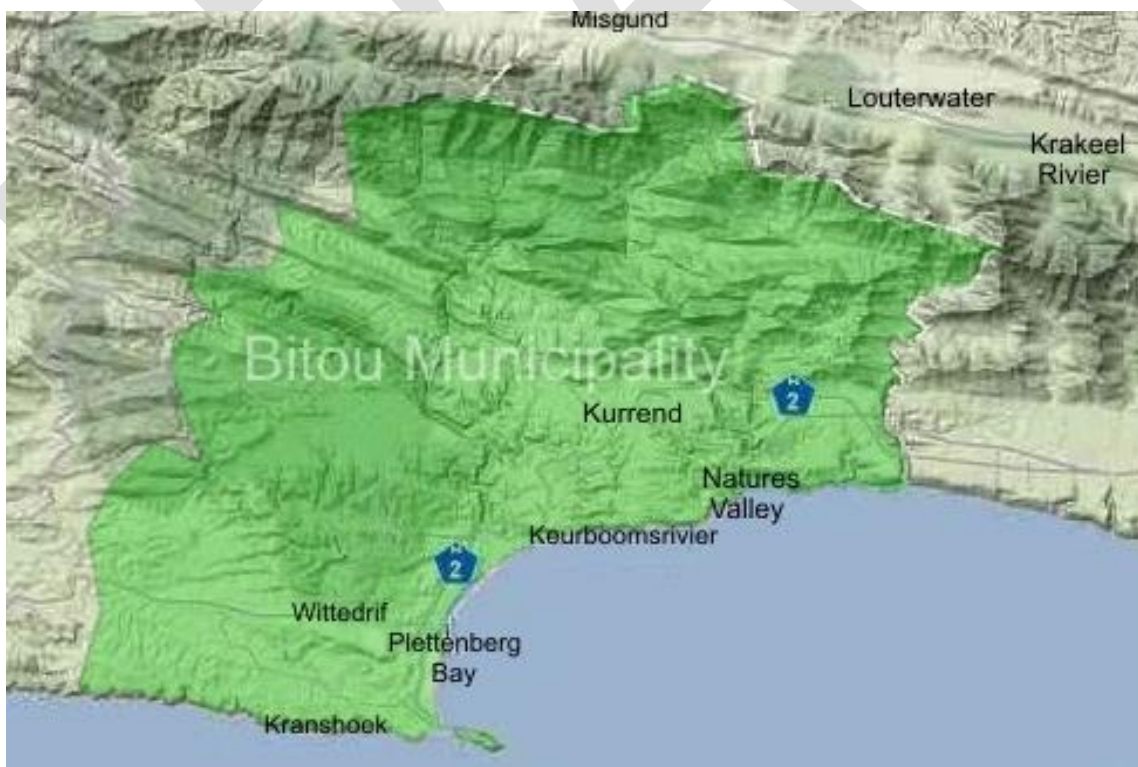 Misgund
Louterwater
Krakeel
Rivier
Bitou Municipality
N
2
Kurrend
Natures
Valley
Keurboomsrivier
N
2
Wittedrif
Plettenberg
Bay
Kranshoek